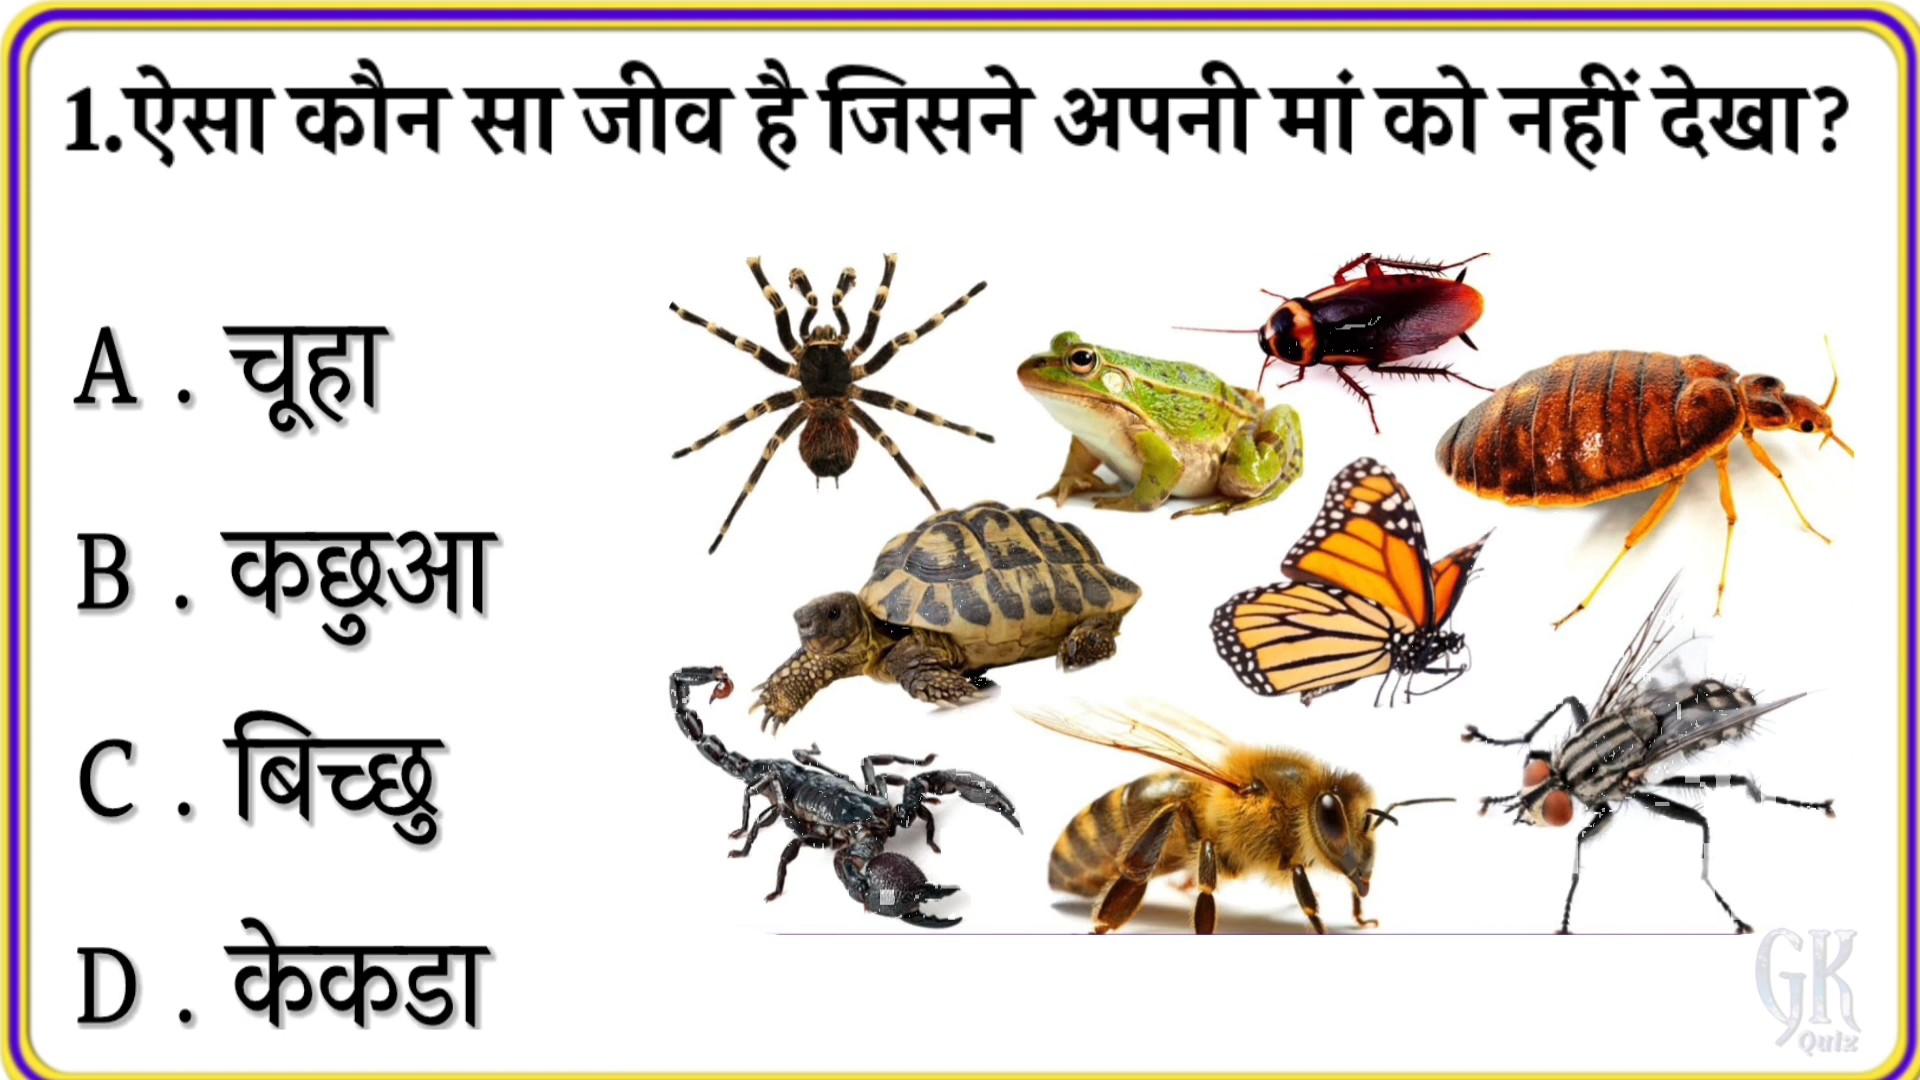 1.ऐसा कौन सा जीव है जिसने अपनी मां को नहीं देखा?
A . चूहा
B . कछुआ
C . बिच्छु
D . केकडा
GK
Quiz